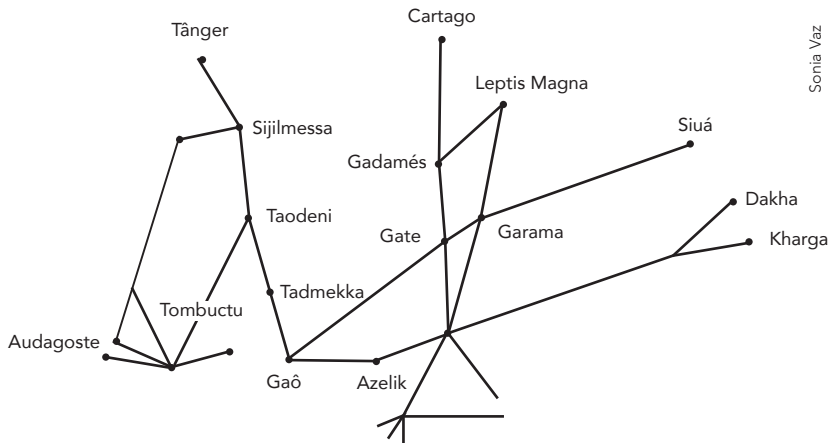 Cartago
Tânger
Sonia Vaz
Leptis Magna
Sijilmessa
Siuá
Gadamés
Dakha
Taodeni
Gate
Garama
Kharga
Tadmekka
Tombuctu
Audagoste
Gaô
Azelik